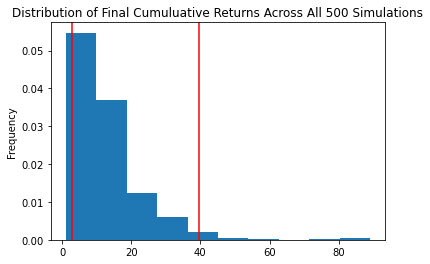 Distribution of Final Cumuluative Returns Across All 500 Simulations
Frequency
0.05
0.04
0.03
0.02
0.01
0.00
0 20 40 60 80